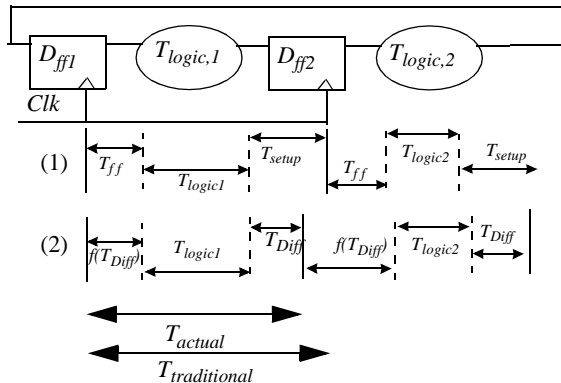 D_ff1 T_logic,1 D_ff2 T_logic,2
Clk
(1) T_ff T_logic1 T_setup T_ff T_logic2 T_setup
(2) f(T_Diff) T_logic1 T_Diff f(T_Diff) T_logic2 T_Diff
T_actual
T_traditional